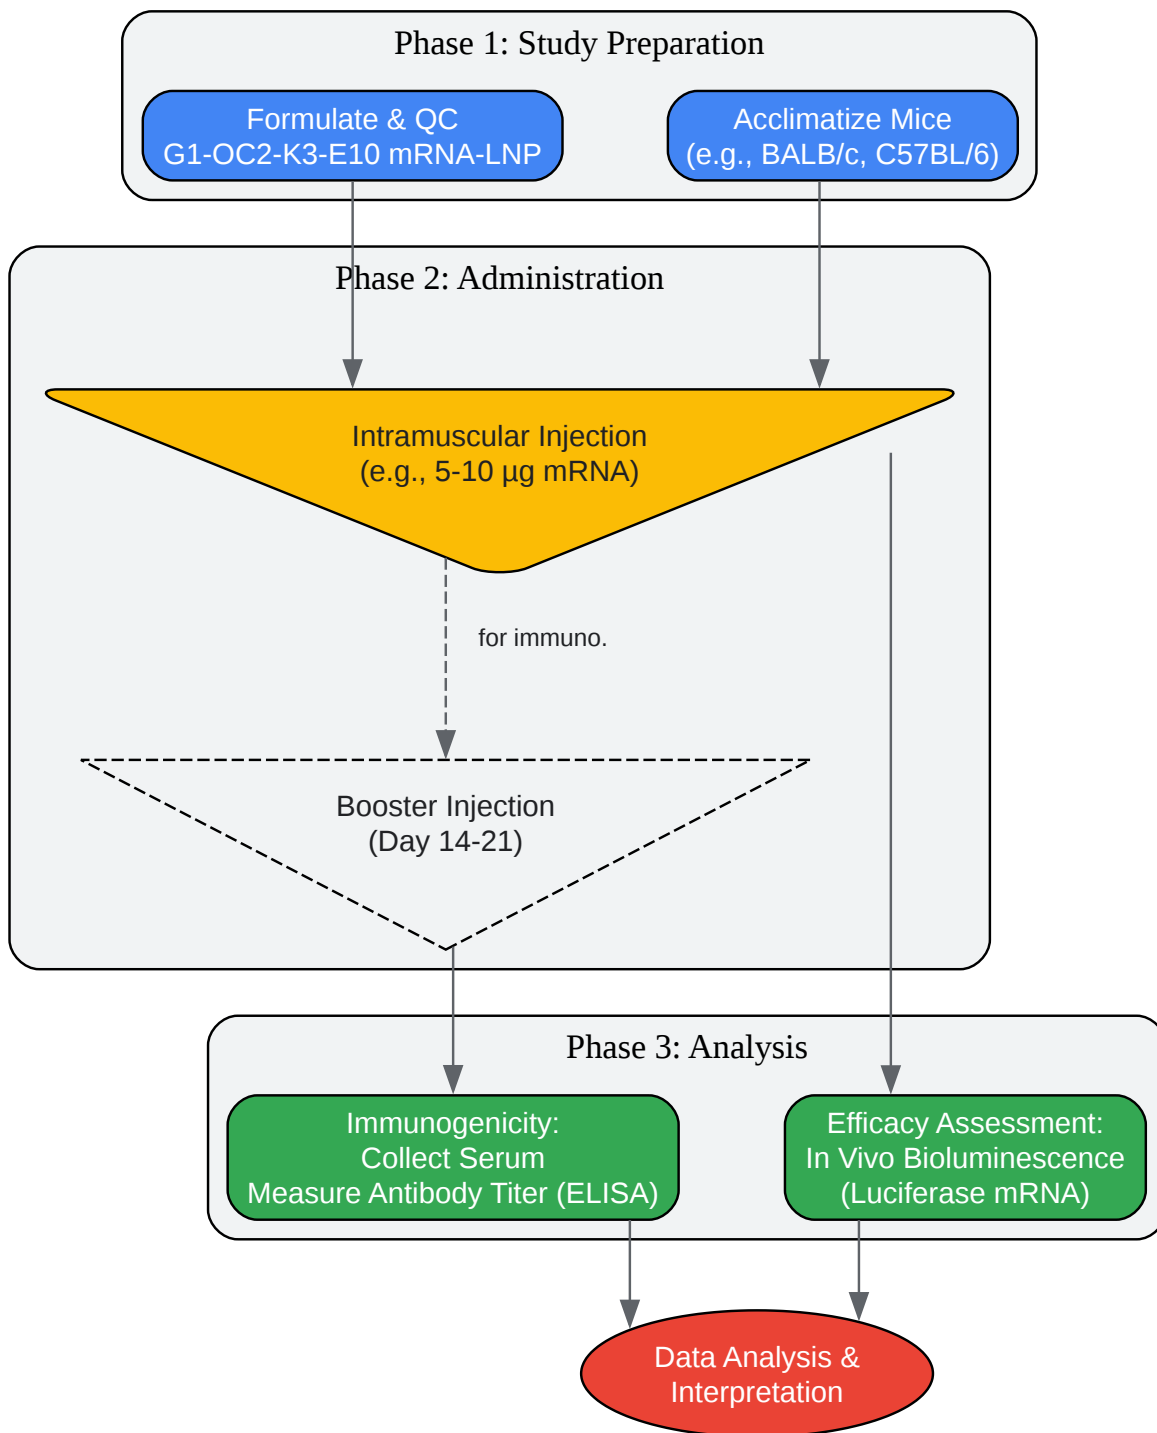 Phase 1: Study Preparation
Formulate & QC
G1-OC2-K3-E10 mRNA-LNP
Acclimatize Mice
(e.g., BALB/c, C57BL/6)
Phase 2: Administration
Intramuscular Injection
(e.g., 5-10 µg mRNA)
for immuno.
Booster Injection
(Day 14-21)
Phase 3: Analysis
Immunogenicity:
Collect Serum
Measure Antibody Titer (ELISA)
Efficacy Assessment:
In Vivo Bioluminescence
(Luciferase mRNA)
Data Analysis &
Interpretation